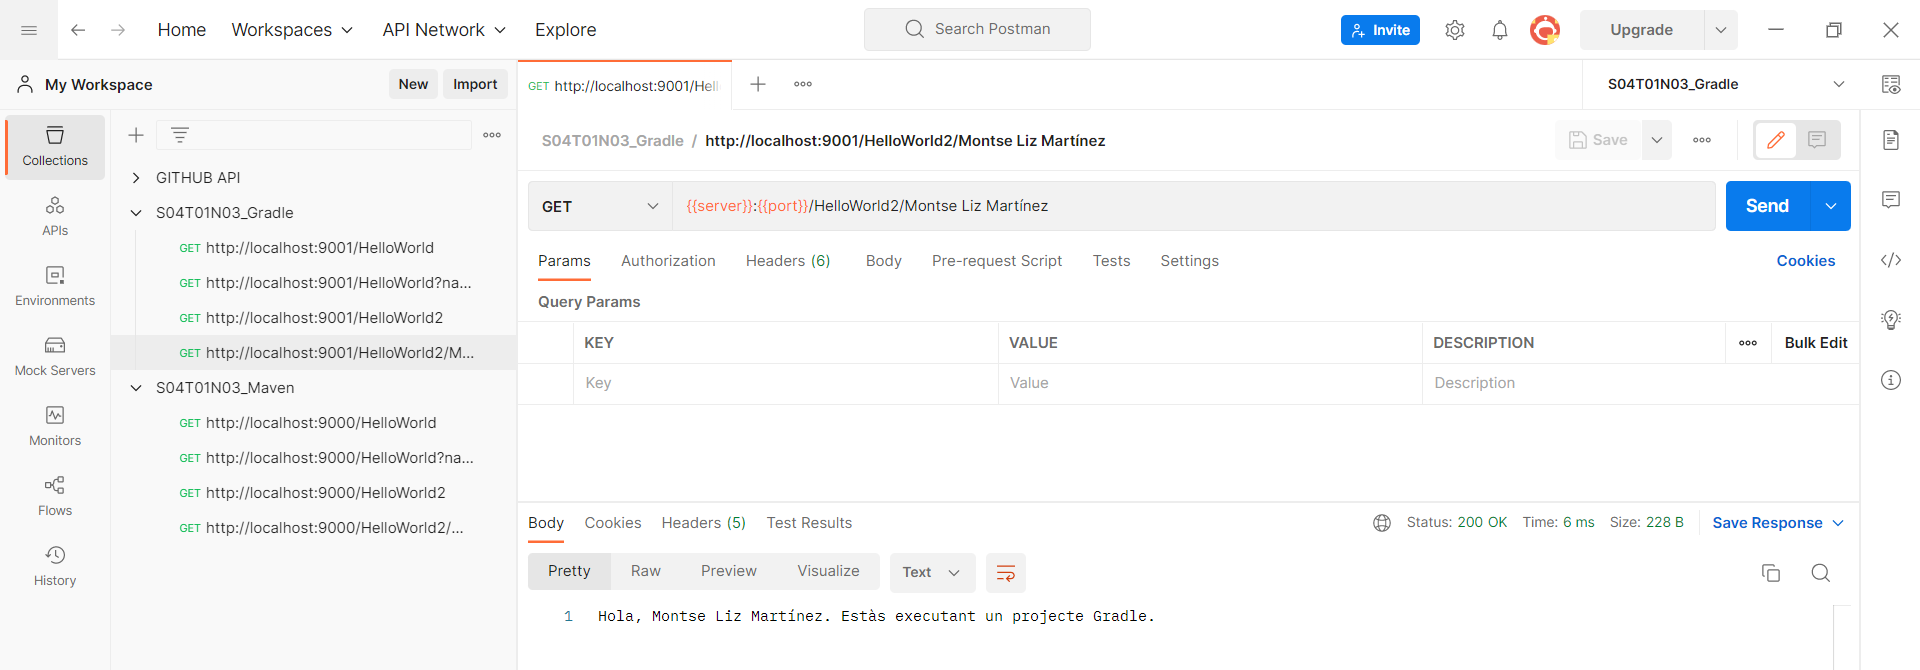 Home Workspaces API Network Explore Search Postman Invite Upgrade
My Workspace New Import
Collections
APIs
Environments
Mock Servers
Monitors
Flows
History
GITHUB API
S04T01N03_Gradle
GET http://localhost:9001/HelloWorld
GET http://localhost:9001/HelloWorld?na...
GET http://localhost:9001/HelloWorld2
GET http://localhost:9001/HelloWorld2/M...
S04T01N03_Maven
GET http://localhost:9000/HelloWorld
GET http://localhost:9000/HelloWorld?na...
GET http://localhost:9000/HelloWorld2
GET http://localhost:9000/HelloWorld2/...
GET http://localhost:9001/Hell
S04T01N03_Gradle
S04T01N03_Gradle / http://localhost:9001/HelloWorld2/Montse Liz Martínez Save
GET {{server}}:{{port}}/HelloWorld2/Montse Liz Martínez Send
Params Authorization Headers (6) Body Pre-request Script Tests Settings Cookies
Query Params
KEY VALUE DESCRIPTION Bulk Edit
Key Value Description
Body Cookies Headers (5) Test Results Status: 200 OK Time: 6 ms Size: 228 B Save Response
Pretty Raw Preview Visualize Text
1 Hola, Montse Liz Martínez. Estàs executant un projecte Gradle.